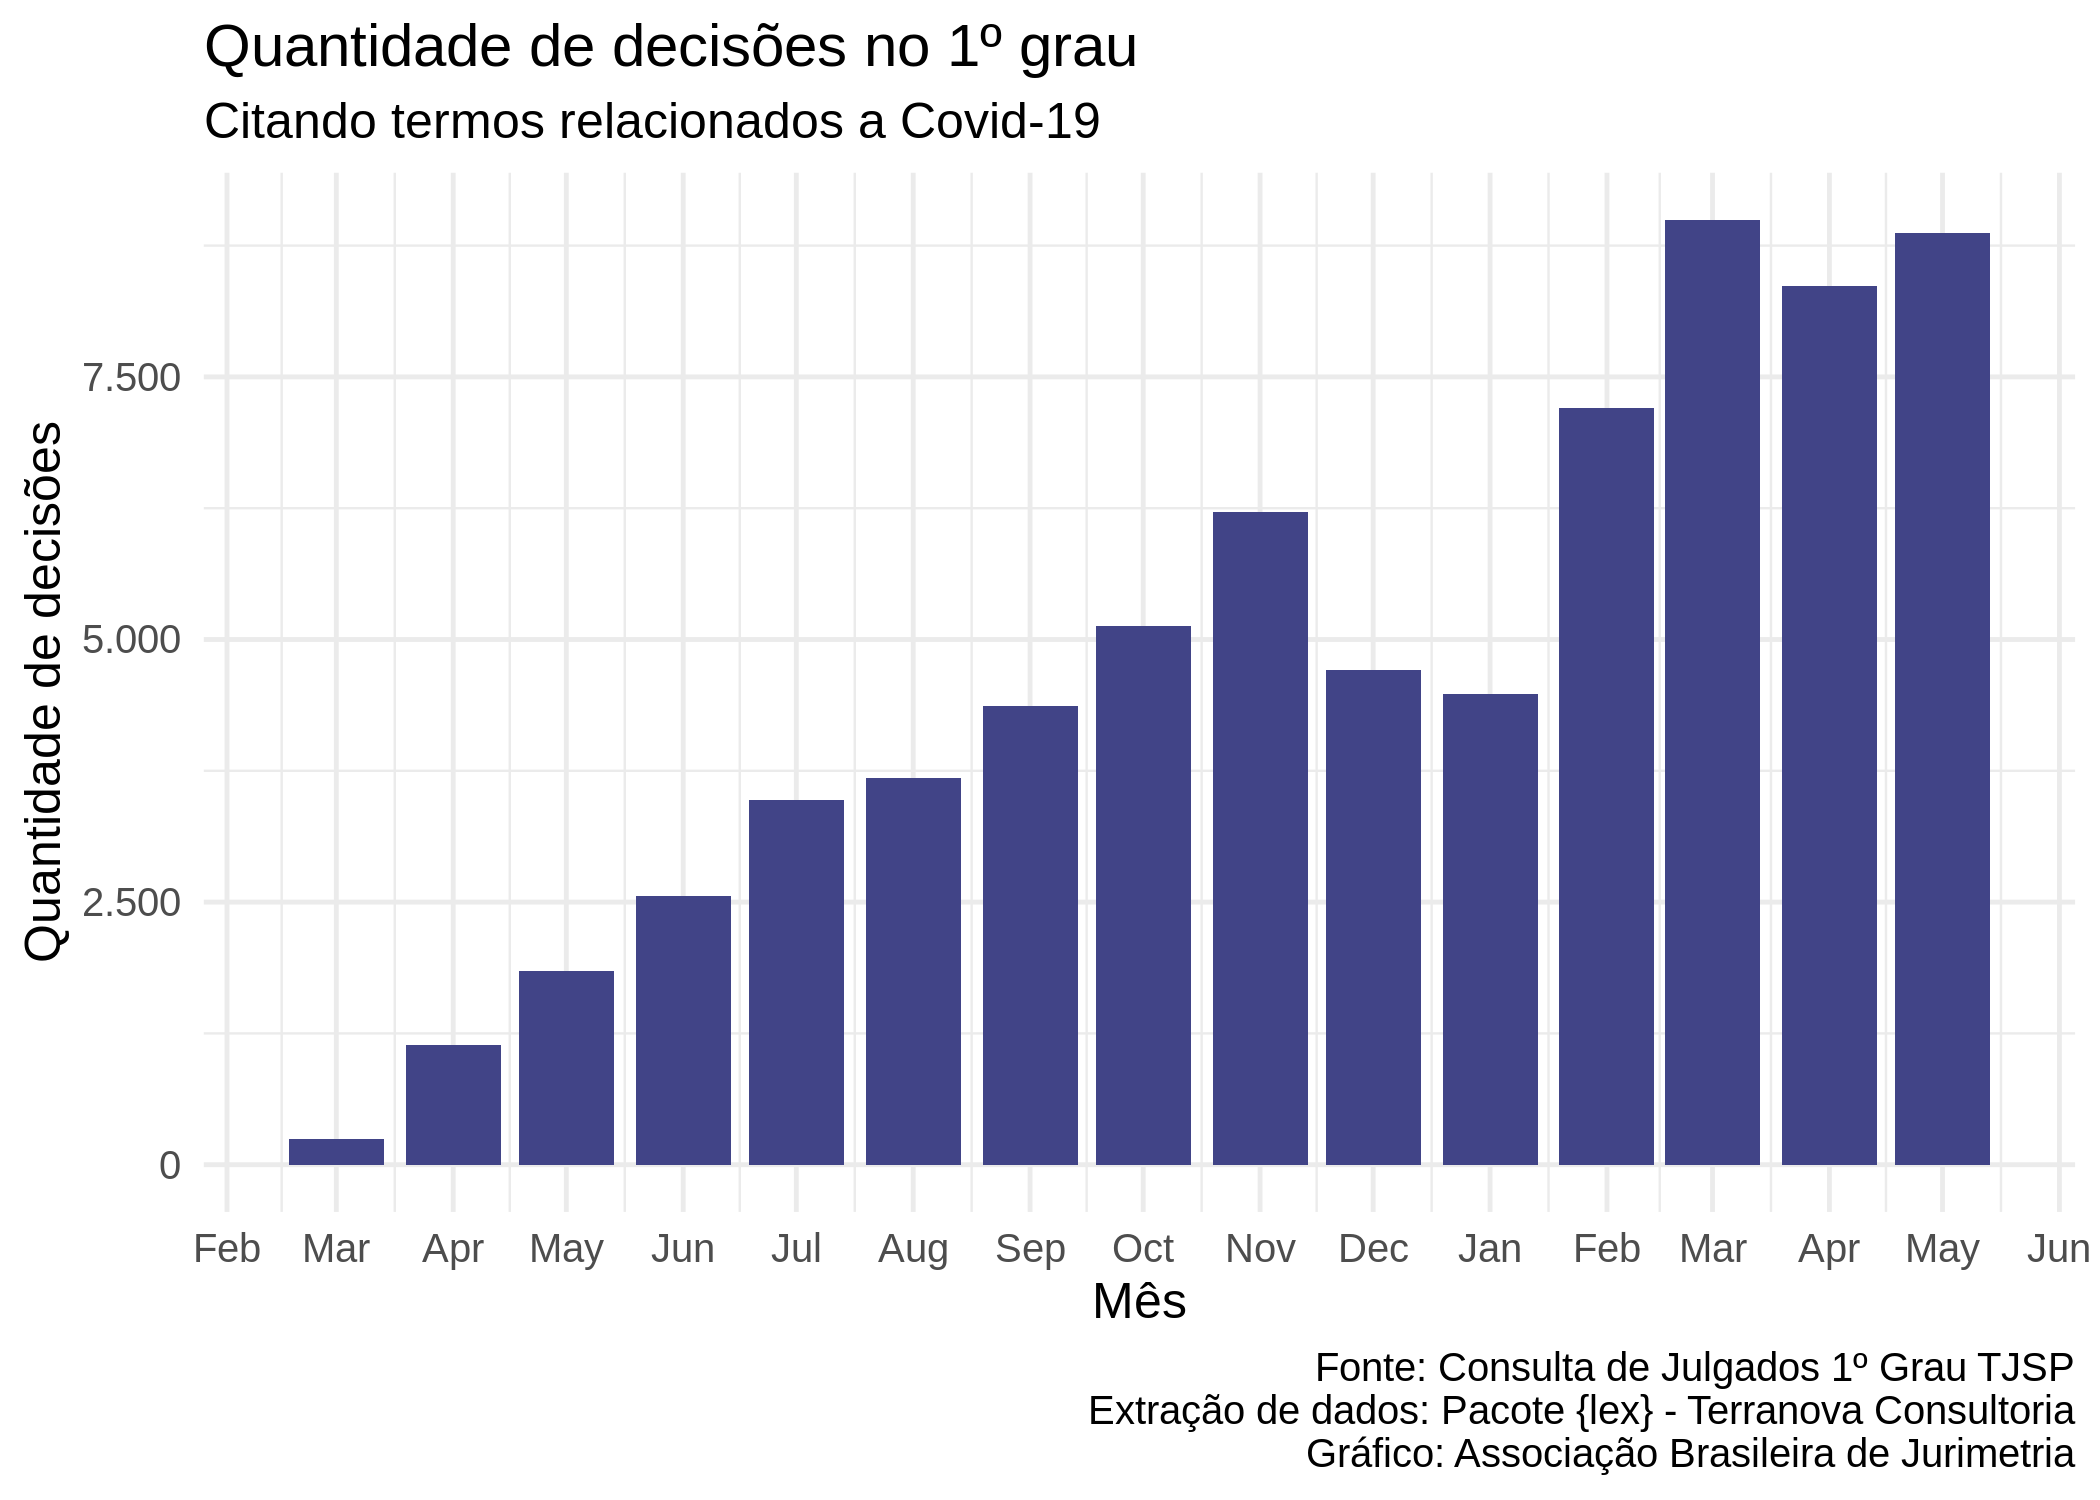 Quantidade de decisões no 1º grau
Citando termos relacionados a Covid-19
Quantidade de decisões
7.500
5.000
2.500
0
Feb Mar Apr May Jun Jul Aug Sep Oct Nov Dec Jan Feb Mar Apr May Jun
Mês
Fonte: Consulta de Julgados 1º Grau TJSP
Extração de dados: Pacote {lex} - Terranova Consultoria
Gráfico: Associação Brasileira de Jurimetria